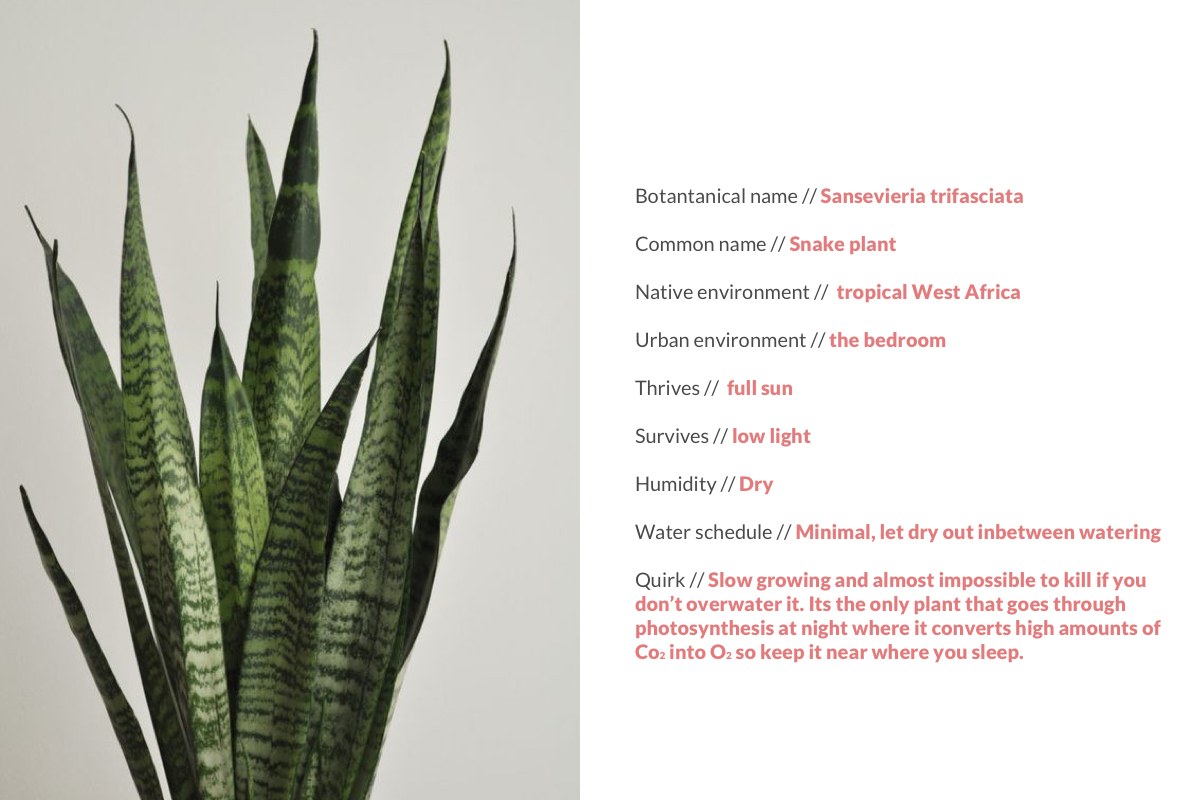 Botantanical name // Sansevieria trifasciata
Common name // Snake plant
Native environment // tropical West Africa
Urban environment // the bedroom
Thrives // full sun
Survives // low light
Humidity // Dry
Water schedule // Minimal, let dry out inbetween watering
Quirk // Slow growing and almost impossible to kill if you
don’t overwater it. Its the only plant that goes through
photosynthesis at night where it converts high amounts of
Co₂ into O₂ so keep it near where you sleep.